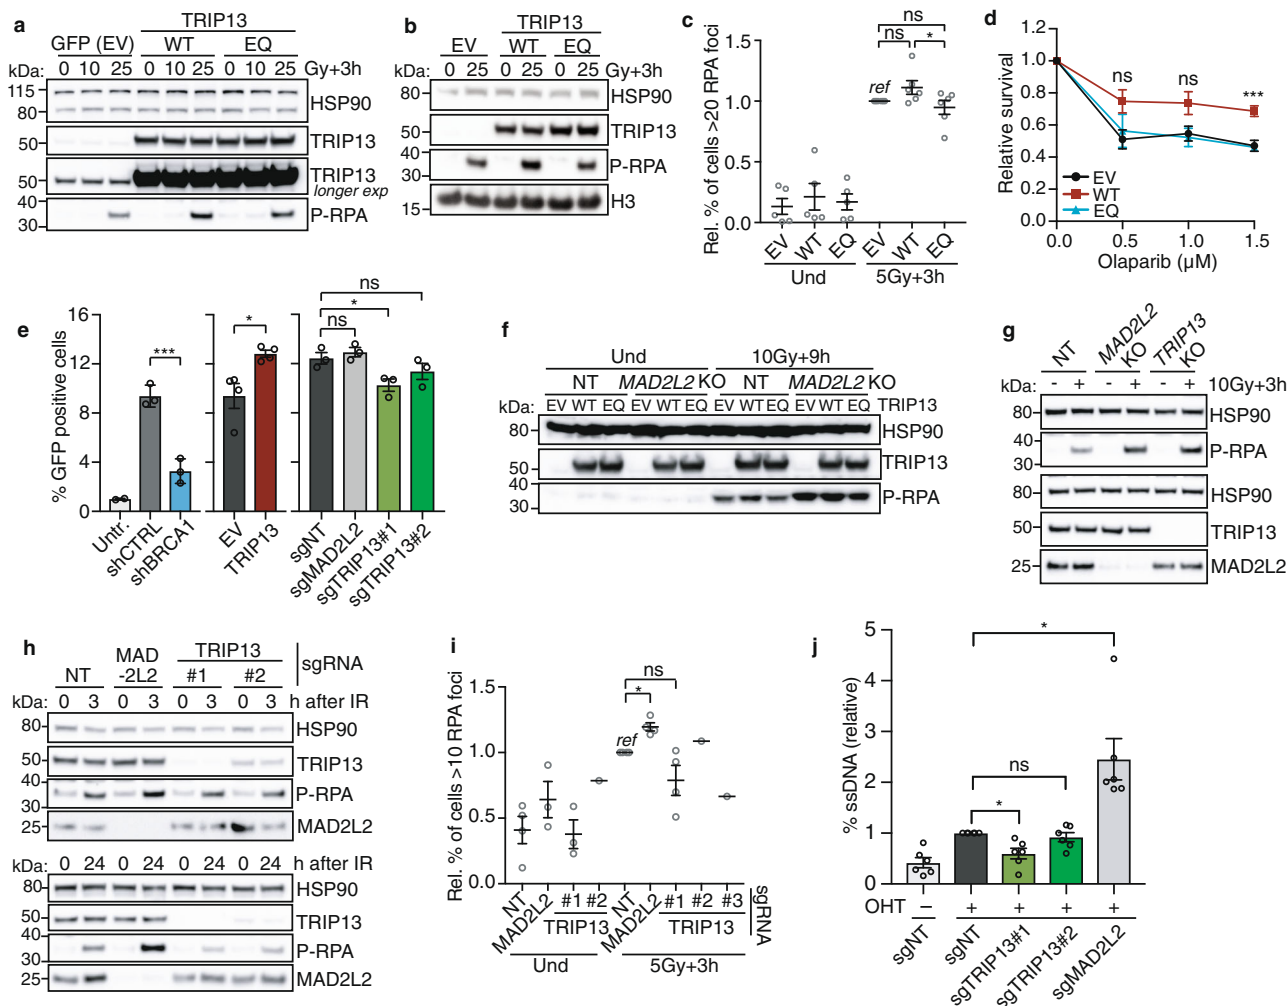 a
TRIP13
GFP (EV) WT EQ
kDa: 0 10 25 0 10 25 0 10 25 Gy+3h
115
80
HSP90
50
TRIP13
50
TRIP13
longer exp
40
30
P-RPA
b
TRIP13
EV WT EQ
kDa: 0 25 0 25 0 25 Gy+3h
80
HSP90
50
TRIP13
40
30
P-RPA
15
H3
c
Rel. % of cells >20 RPA foci
1.5
1.0
0.5
0.0
ns
ns *
ref
EV WT EQ EV WT EQ
Und 5Gy+3h
d
Relative survival
1.2
1.0
0.8
0.6
0.4
0.2
0
ns ns ***
EV
WT
EQ
0.0 0.5 1.0 1.5
Olaparib (µM)
e
% GFP positive cells
16
12
8
4
0
***
*
ns
*
ns
Untr. shCTRL shBRCA1 EV TRIP13 sgNT sgMAD2L2 sgTRIP13#1 sgTRIP13#2
f
Und 10Gy+9h
NT MAD2L2 KO NT MAD2L2 KO
kDa: EV WT EQ EV WT EQ EV WT EQ EV WT EQ TRIP13
80
HSP90
50
TRIP13
40
30
P-RPA
g
NT MAD2L2 KO TRIP13 KO
kDa: - + - + - + 10Gy+3h
80
HSP90
40
30
P-RPA
80
HSP90
50
TRIP13
25
MAD2L2
h
MAD TRIP13
NT -2L2 #1 #2 sgRNA
kDa: 0 3 0 3 0 3 0 3 h after IR
80
HSP90
50
TRIP13
40
30
P-RPA
25
MAD2L2
kDa: 0 24 0 24 0 24 0 24 h after IR
80
HSP90
50
TRIP13
40
30
P-RPA
25
MAD2L2
i
Rel. % of cells >10 RPA foci
1.5
1.0
0.5
0.0
ns
*
ref
NT MAD2L2 #1 #2 NT MAD2L2 #1 #2 #3 sgRNA
TRIP13 TRIP13
Und 5Gy+3h
j
% ssDNA (relative)
5
4
3
2
1
0
*
ns
*
OHT – + + + +
sgNT sgNT sgTRIP13#1 sgTRIP13#2 sgMAD2L2